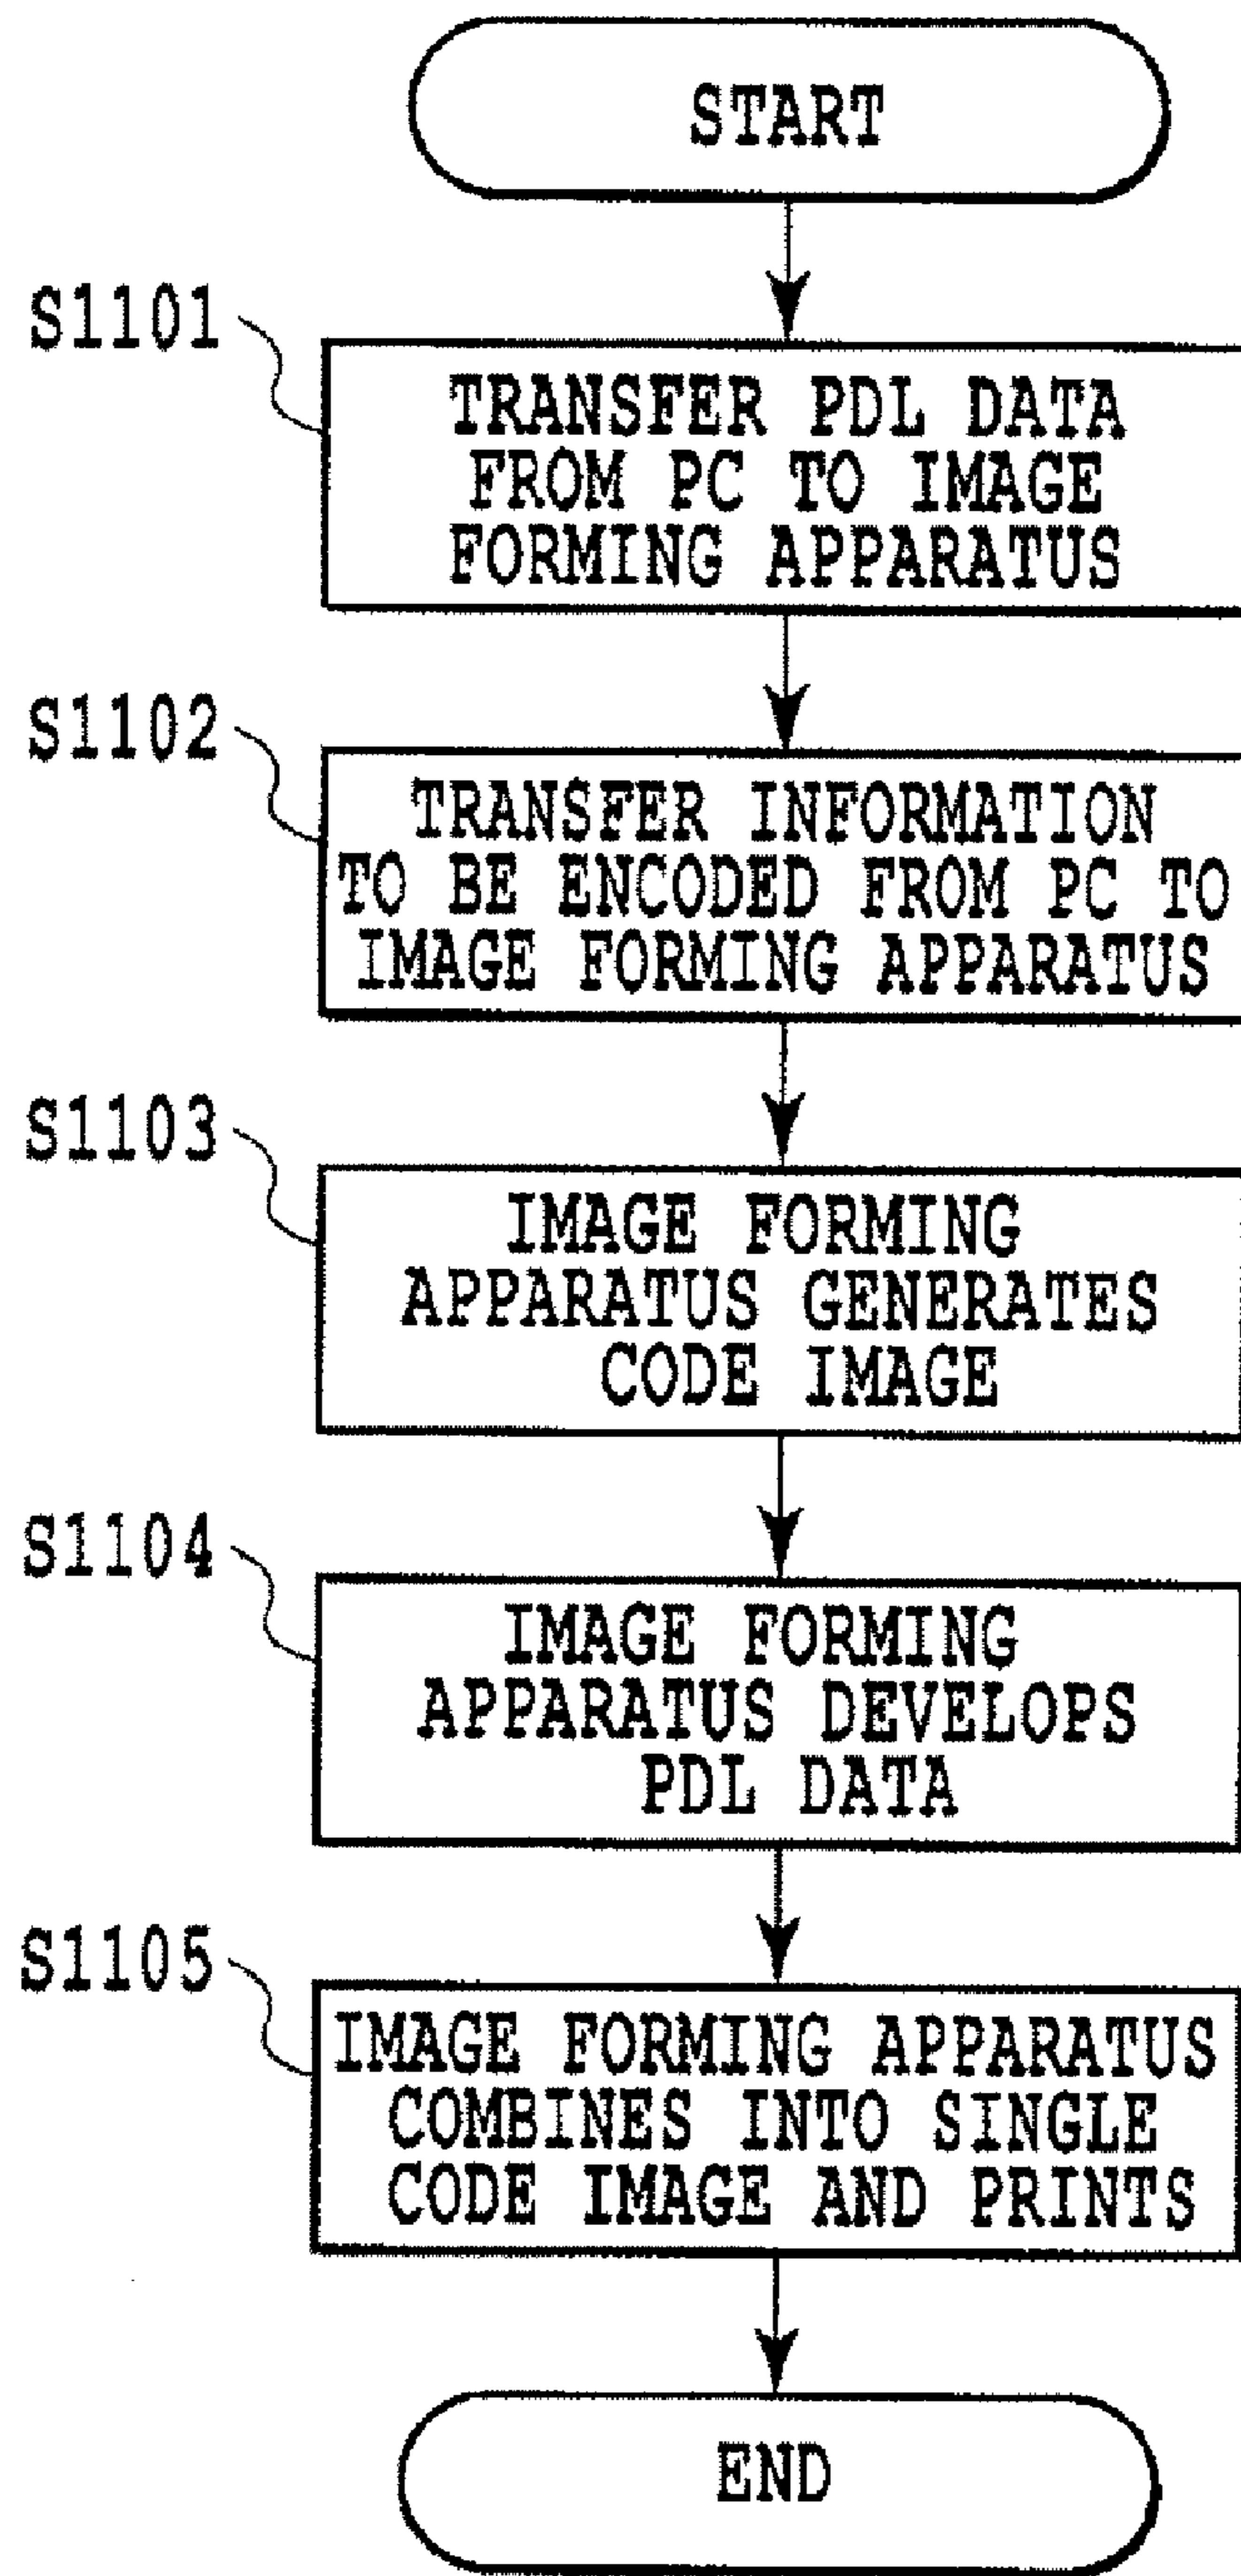 START
S1101
TRANSFER PDL DATA
FROM PC TO IMAGE
FORMING APPARATUS
S1102
TRANSFER INFORMATION
TO BE ENCODED FROM PC TO
IMAGE FORMING APPARATUS
S1103
IMAGE FORMING
APPARATUS GENERATES
CODE IMAGE
S1104
IMAGE FORMING
APPARATUS DEVELOPS
PDL DATA
S1105
IMAGE FORMING APPARATUS
COMBINES INTO SINGLE
CODE IMAGE AND PRINTS
END